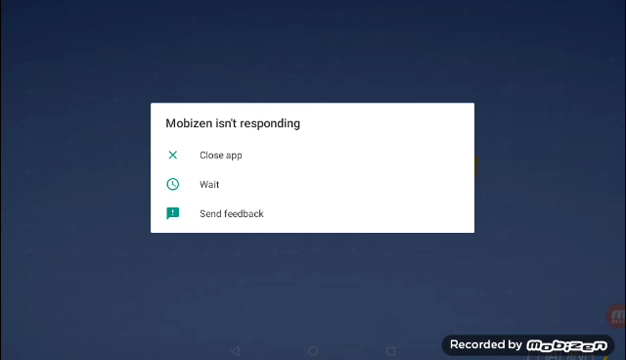 Mobizen isn't responding
Close app
Wait
Send feedback
Recorded by mobizen